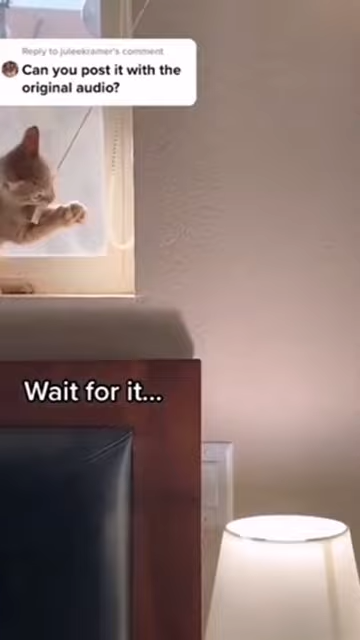 Reply to juleekramer's comment
Can you post it with the
original audio?
Wait for it...